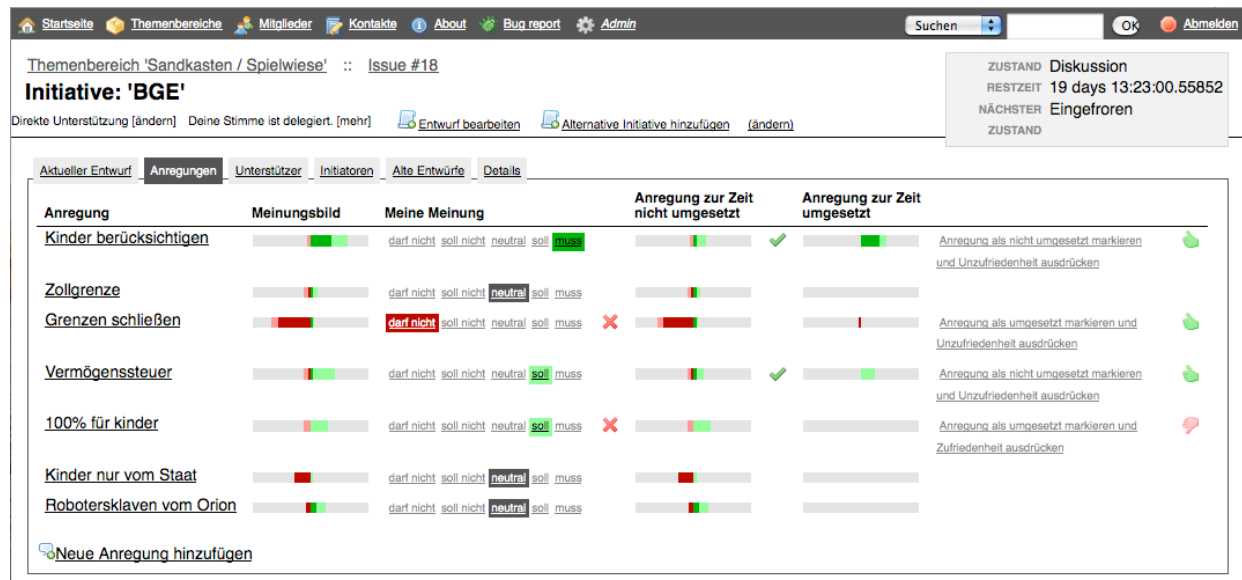 Startseite Themenbereiche Mitglieder Kontakte About Bug report Admin Suchen OK Abmelden
Themenbereich 'Sandkasten / Spielwiese' :: Issue #18
Initiative: 'BGE'
Direkte Unterstützung [ändern] Deine Stimme ist delegiert. [mehr] Entwurf bearbeiten Alternative Initiative hinzufügen (ändern)
ZUSTAND Diskussion
RESTZEIT 19 days 13:23:00.55852
NÄCHSTER Eingefroren
ZUSTAND
Aktueller Entwurf Anregungen Unterstützer Initiatoren Alte Entwürfe Details
Anregung Meinungsbild Meine Meinung Anregung zur Zeit nicht umgesetzt Anregung zur Zeit umgesetzt
Kinder berücksichtigen darf nicht soll nicht neutral soll muss Anregung als nicht umgesetzt markieren
und Unzufriedenheit ausdrücken
Zollgrenze darf nicht soll nicht neutral soll muss
Grenzen schließen darf nicht soll nicht neutral soll muss Anregung als umgesetzt markieren und
Unzufriedenheit ausdrücken
Vermögenssteuer darf nicht soll nicht neutral soll muss Anregung als nicht umgesetzt markieren
und Unzufriedenheit ausdrücken
100% für kinder darf nicht soll nicht neutral soll muss Anregung als umgesetzt markieren und
Zufriedenheit ausdrücken
Kinder nur vom Staat darf nicht soll nicht neutral soll muss
Robotersklaven vom Orion darf nicht soll nicht neutral soll muss
Neue Anregung hinzufügen